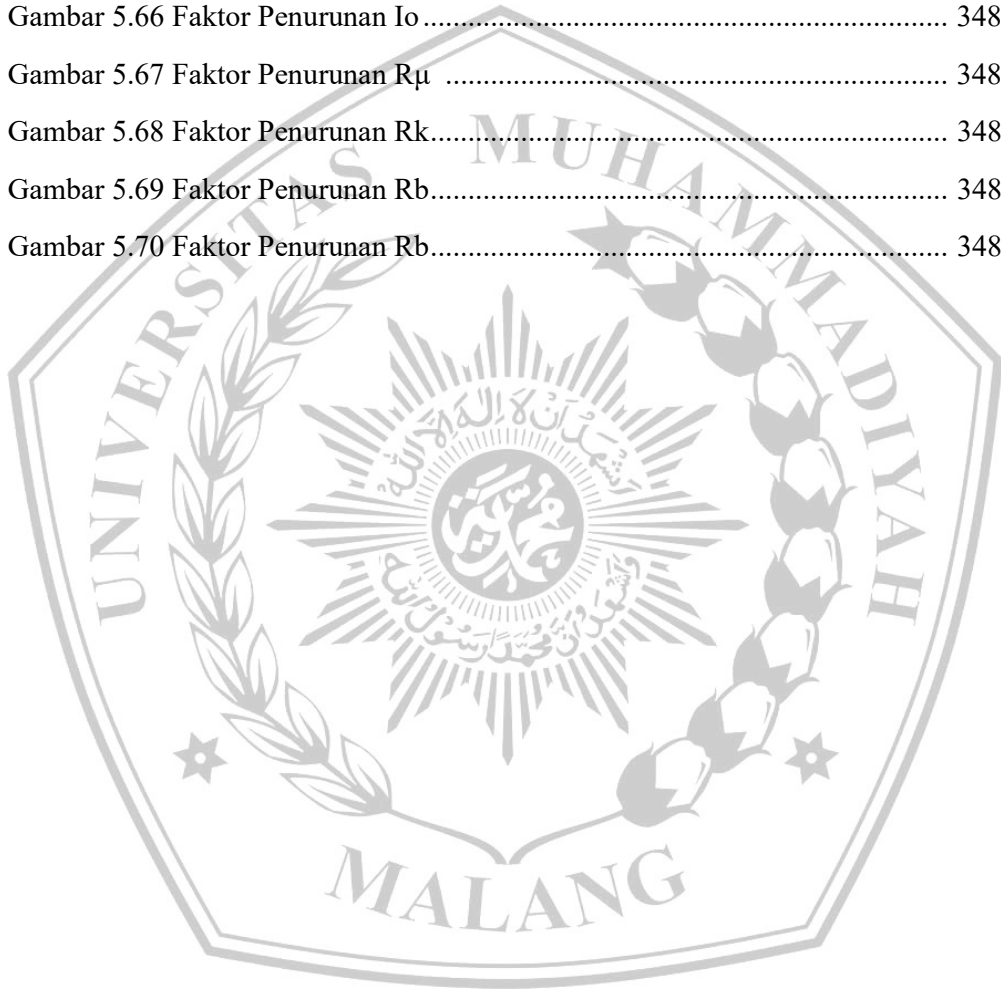 Gambar 5.66 Faktor Penurunan Io .......................................................................... 348
Gambar 5.67 Faktor Penurunan Rμ ....................................................................... 348
Gambar 5.68 Faktor Penurunan Rk......................................................................... 348
Gambar 5.69 Faktor Penurunan Rb......................................................................... 348
Gambar 5.70 Faktor Penurunan Rb......................................................................... 348
UNIVERSITAS MUHAMMADIYAH
MALANG